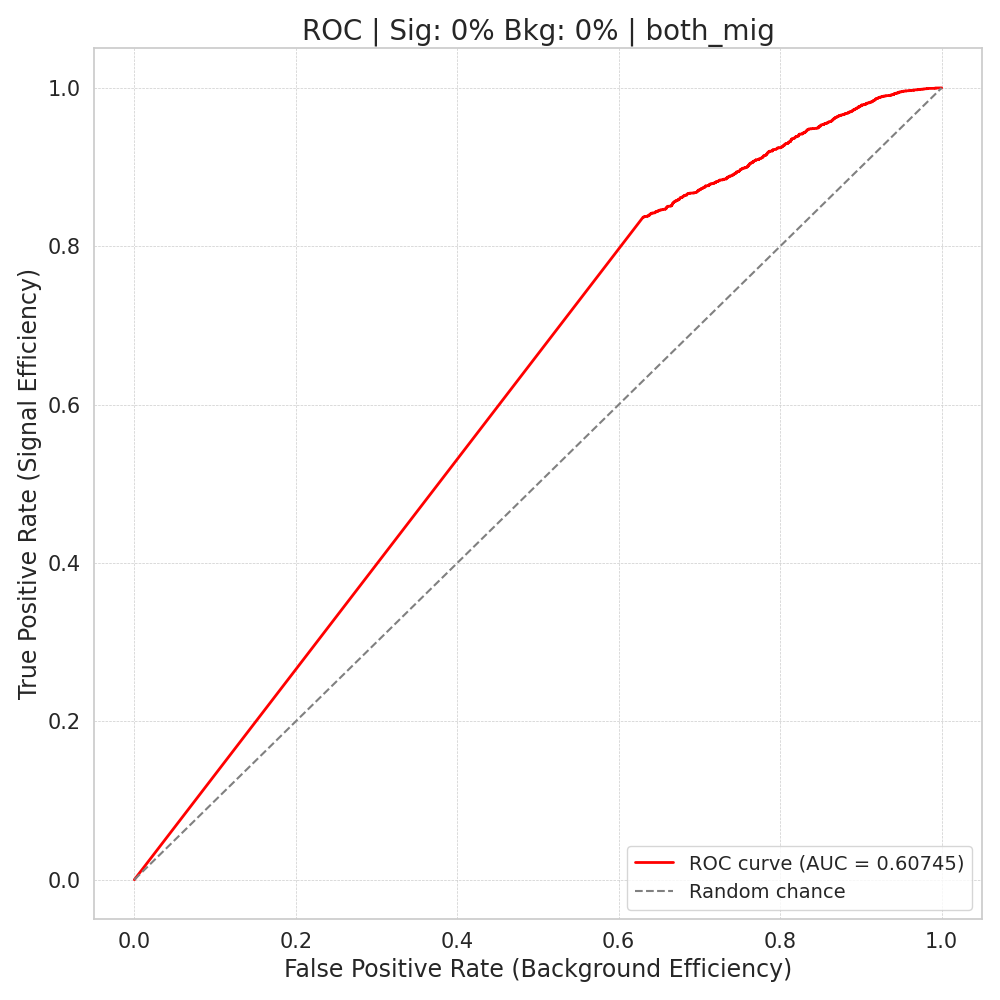 ROC | Sig: 0% Bkg: 0% | both_mig
True Positive Rate (Signal Efficiency)
1.0
0.8
0.6
0.4
0.2
0.0
ROC curve (AUC = 0.60745)
Random chance
0.0 0.2 0.4 0.6 0.8 1.0
False Positive Rate (Background Efficiency)